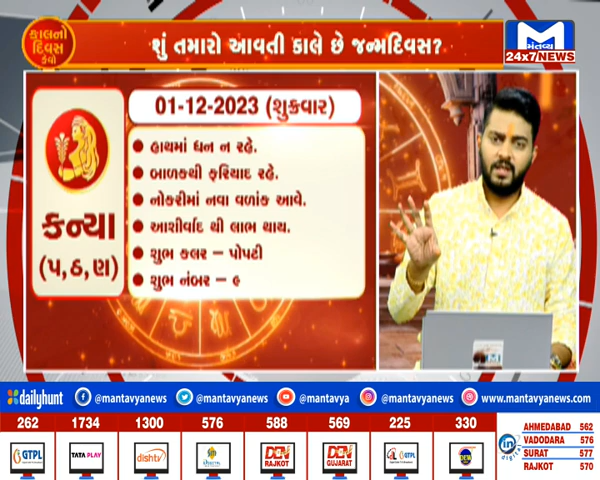 કાલનો
દિવસ
કેવો
શું તમારો આવતી કાલે છે જન્મદિવસ?
મંતવ્ય
24x7NEWS
01-12-2023 (શુક્રવાર)
કન્યા
(પ,ઠ,ણ)
• હાથમાં ધન ન રહે.
• બાળકથી ફરિયાદ રહે.
• નોકરીમાં નવા વળાંક આવે.
• આશીર્વાદ થી લાભ થાય.
• શુભ કલર – પોપટી
• શુભ નંબર – ૯
dailyhunt @mantavyanews @mantavyanews @mantavya @mantavyanews www.mantavyanews.com
262 1734 1300 576 588 569 225 330
GTPL TATA PLAY dishtv DEN RAJKOT DEN GUJARAT GTPL DEW
in digital
AHMEDABAD 562
VADODARA 576
SURAT 577
RAJKOT 570